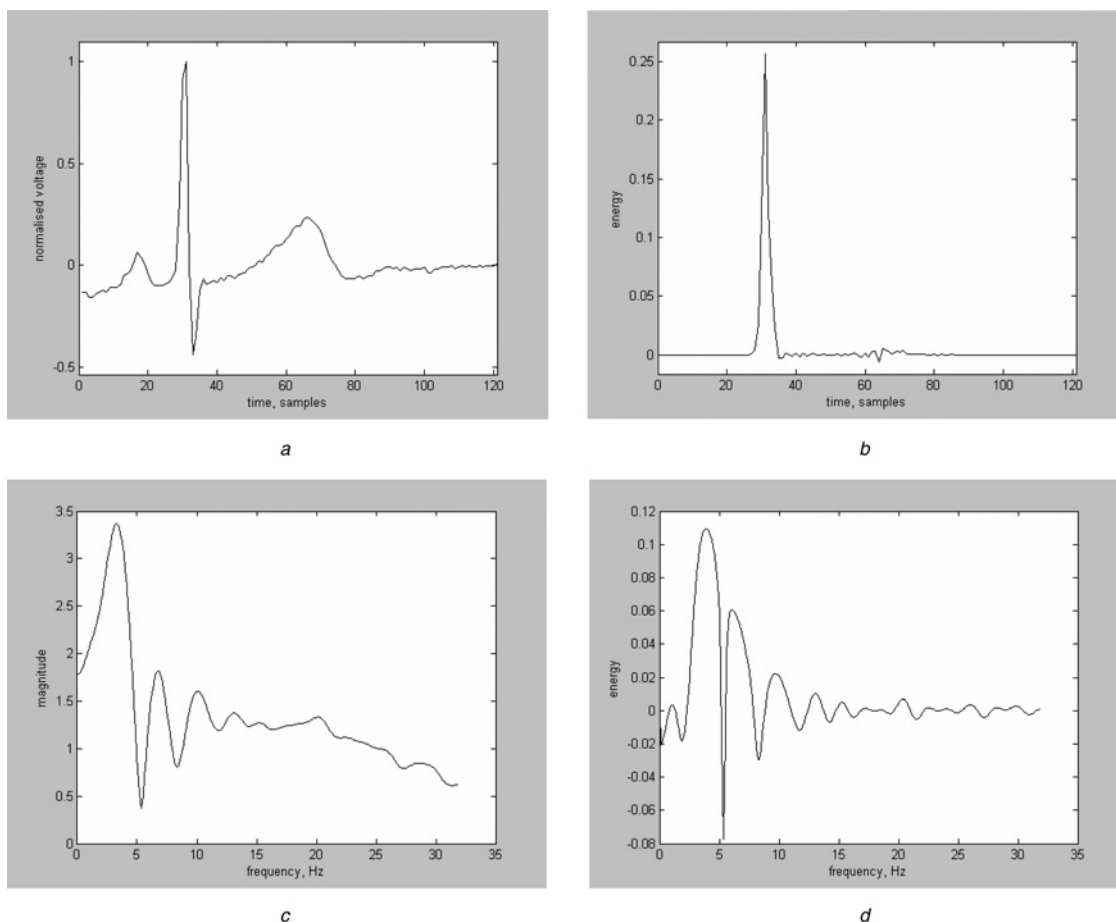 1
0.5
0
-0.5
normalised voltage
0 20 40 60 80 100 120
time, samples
a
0.25
0.2
0.15
0.1
0.05
0
energy
0 20 40 60 80 100 120
time, samples
b
3.5
3
2.5
2
1.5
1
0.5
0
magnitude
0 5 10 15 20 25 30 35
frequency, Hz
c
0.12
0.1
0.08
0.06
0.04
0.02
0
-0.02
-0.04
-0.06
-0.08
energy
0 5 10 15 20 25 30 35
frequency, Hz
d